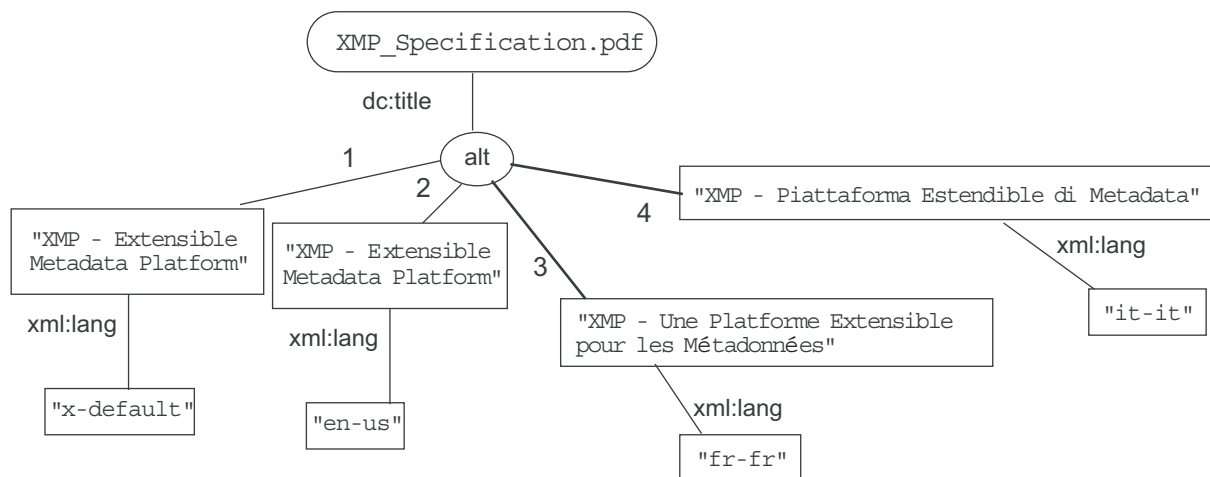 XMP_Specification.pdf
dc:title
alt
1
2
3
4
"XMP - Extensible
Metadata Platform"
xml:lang
"x-default"
"XMP - Extensible
Metadata Platform"
xml:lang
"en-us"
"XMP - Une Platforme Extensible
pour les Métadonnées"
xml:lang
"fr-fr"
"XMP - Piattaforma Estendible di Metadata"
xml:lang
"it-it"